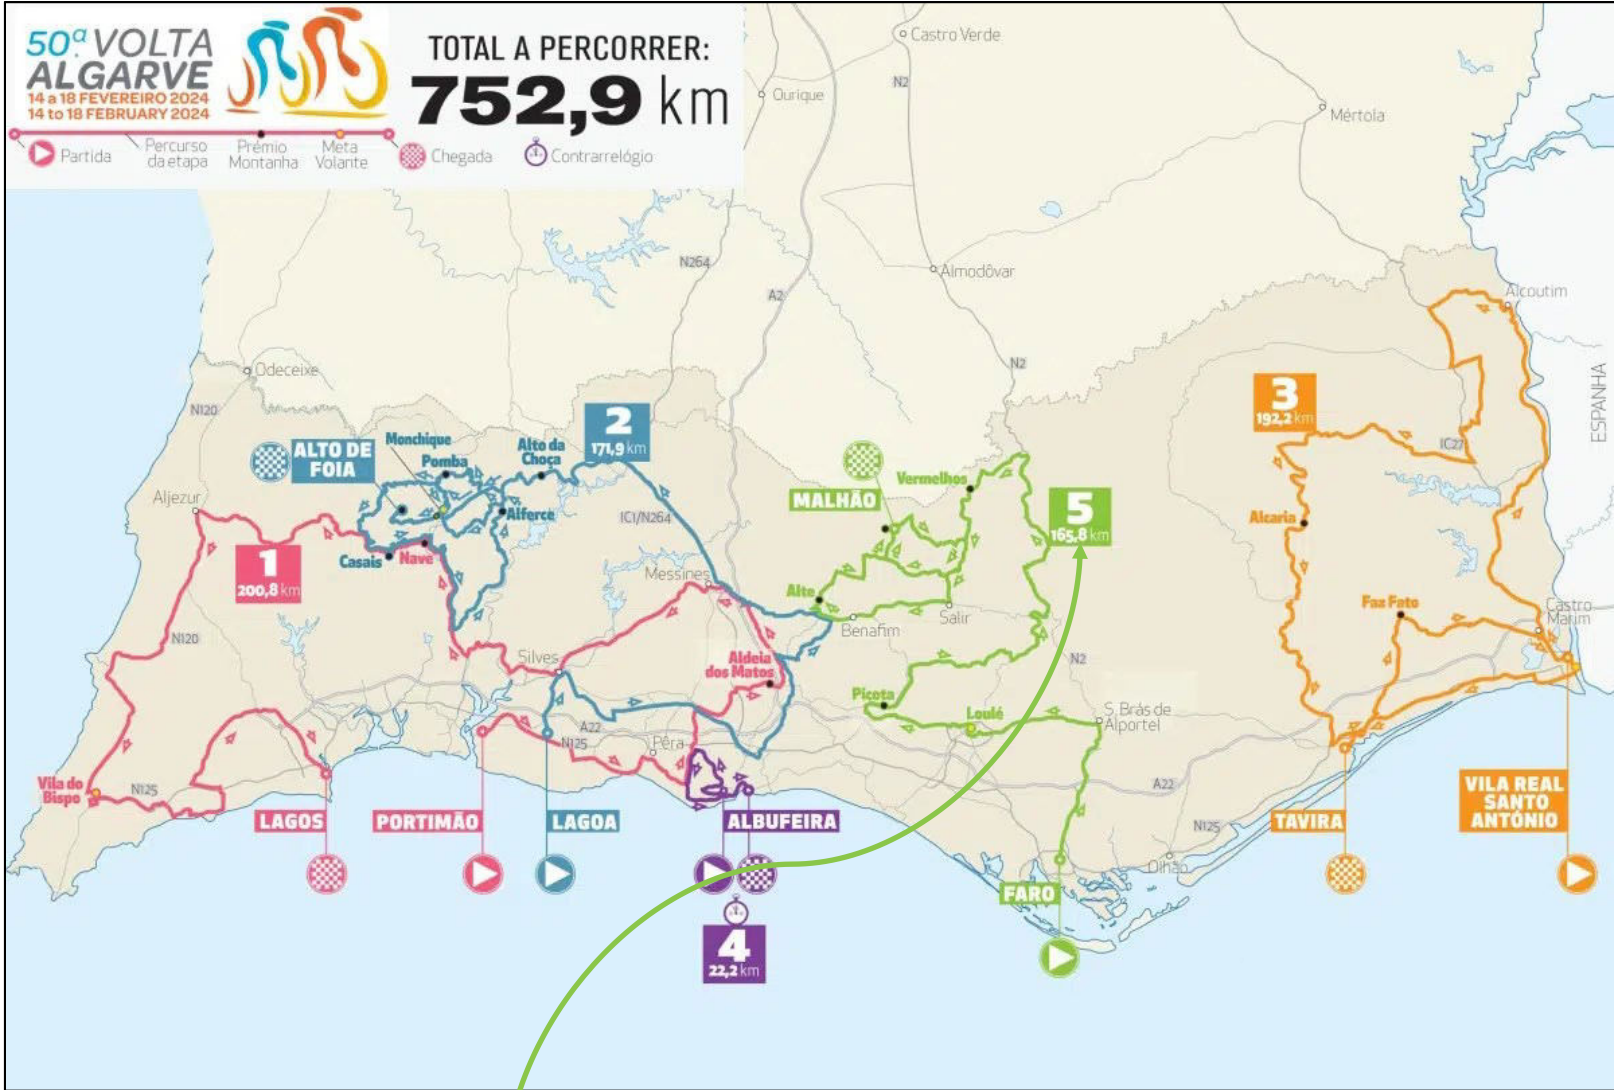 50ª VOLTA
ALGARVE
14 a 18 FEVEREIRO 2024
14 to 18 FEBRUARY 2024
TOTAL A PERCORRER:
752,9 km
Partida
Percurso
da etapa
Prémio
Montanha
Meta
Volante
Chegada
Contrarrelógio
Castro Verde
N2
Ourique
Mértola
N264
A2
Almodôvar
Alcoutim
Odeceixe
N2
ESPANHA
N120
3
192,2 km
2
171,9 km
Monchique
ALTO DE
FOIA
Pomba
Alto da
Choça
IC27
MALHÃO
Vermelhos
Aljezur
Alferce
IC1/N264
5
165,8 km
Alcaria
1
200,8 km
Casais
Nave
Messines
Alte
Faz Fato
Castro
Marim
Benafim
Salir
N120
Silves
Aldeia
dos Matos
N2
Picota
Loulé
S. Brás de
Alportel
A22
N125
Pêra
Vila do
Bispo
N125
A22
N125
LAGOS
PORTIMÃO
LAGOA
ALBUFEIRA
TAVIRA
VILA REAL
SANTO
ANTÓNIO
Olhão
FARO
4
22,2 km